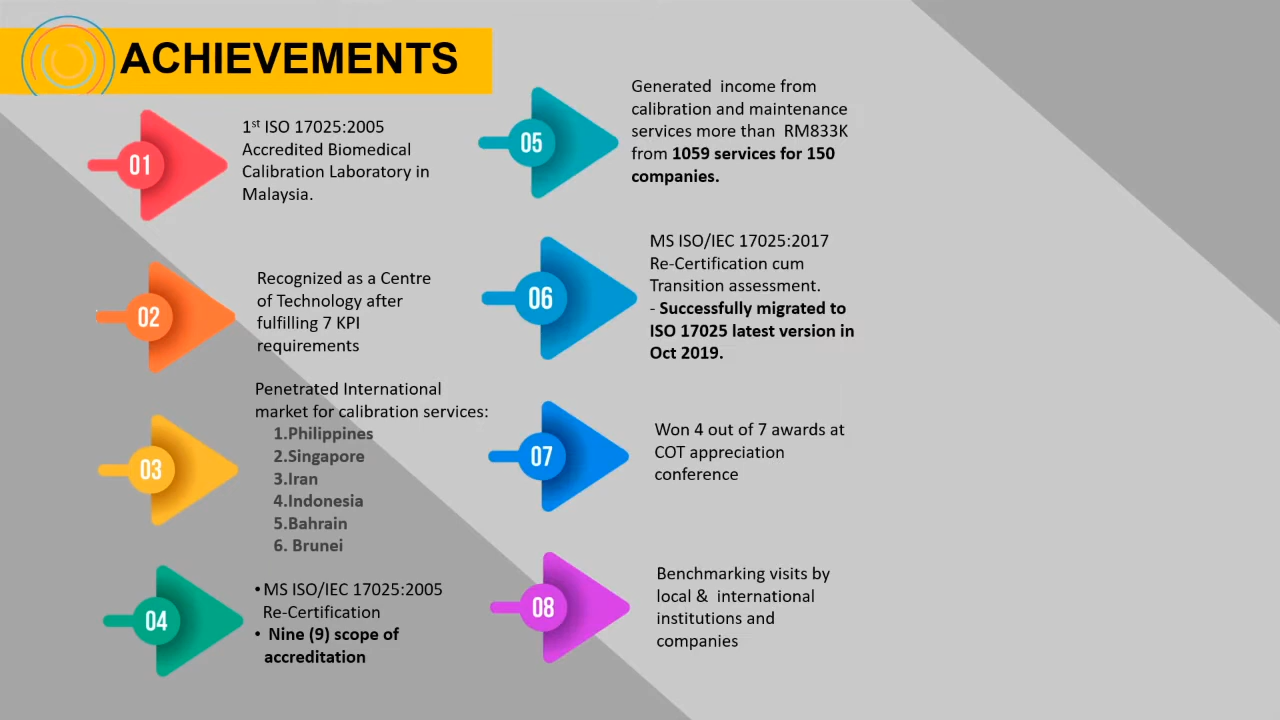 ACHIEVEMENTS
01
1st ISO 17025:2005
Accredited Biomedical
Calibration Laboratory in
Malaysia.
02
Recognized as a Centre
of Technology after
fulfilling 7 KPI
requirements
03
Penetrated International
market for calibration services:
1.Philippines
2.Singapore
3.Iran
4.Indonesia
5.Bahrain
6. Brunei
04
• MS ISO/IEC 17025:2005
Re-Certification
• Nine (9) scope of
accreditation
05
Generated income from
calibration and maintenance
services more than RM833K
from 1059 services for 150
companies.
06
MS ISO/IEC 17025:2017
Re-Certification cum
Transition assessment.
- Successfully migrated to
ISO 17025 latest version in
Oct 2019.
07
Won 4 out of 7 awards at
COT appreciation
conference
08
Benchmarking visits by
local & international
institutions and
companies